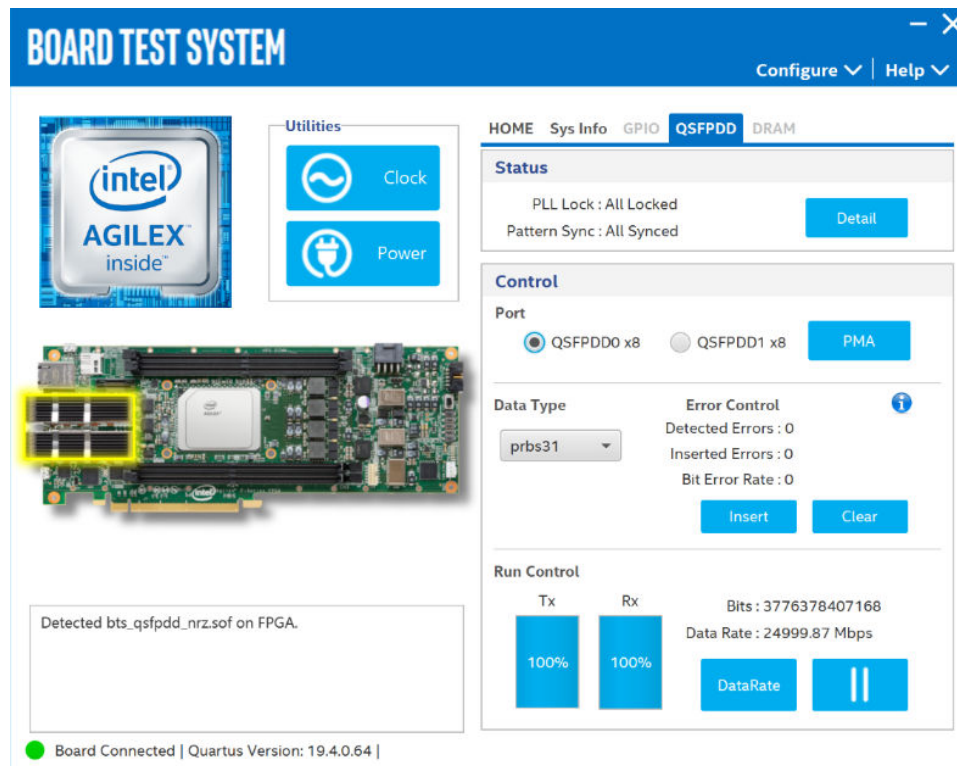 BOARD TEST SYSTEM
Configure | Help
intel
AGILEX
inside™
Utilities
Clock
Power
HOME Sys Info GPIO QSFPDD DRAM
Status
PLL Lock : All Locked
Pattern Sync : All Synced
Detail
Control
Port
QSFPDD0 x8
QSFPDD1 x8
PMA
Data Type
prbs31
Error Control
Detected Errors : 0
Inserted Errors : 0
Bit Error Rate : 0
Insert
Clear
Run Control
Tx
Rx
100%
100%
Bits : 3776378407168
Data Rate : 24999.87 Mbps
DataRate
Detected bts_qsfpdd_nrz.sof on FPGA.
Board Connected | Quartus Version: 19.4.0.64 |